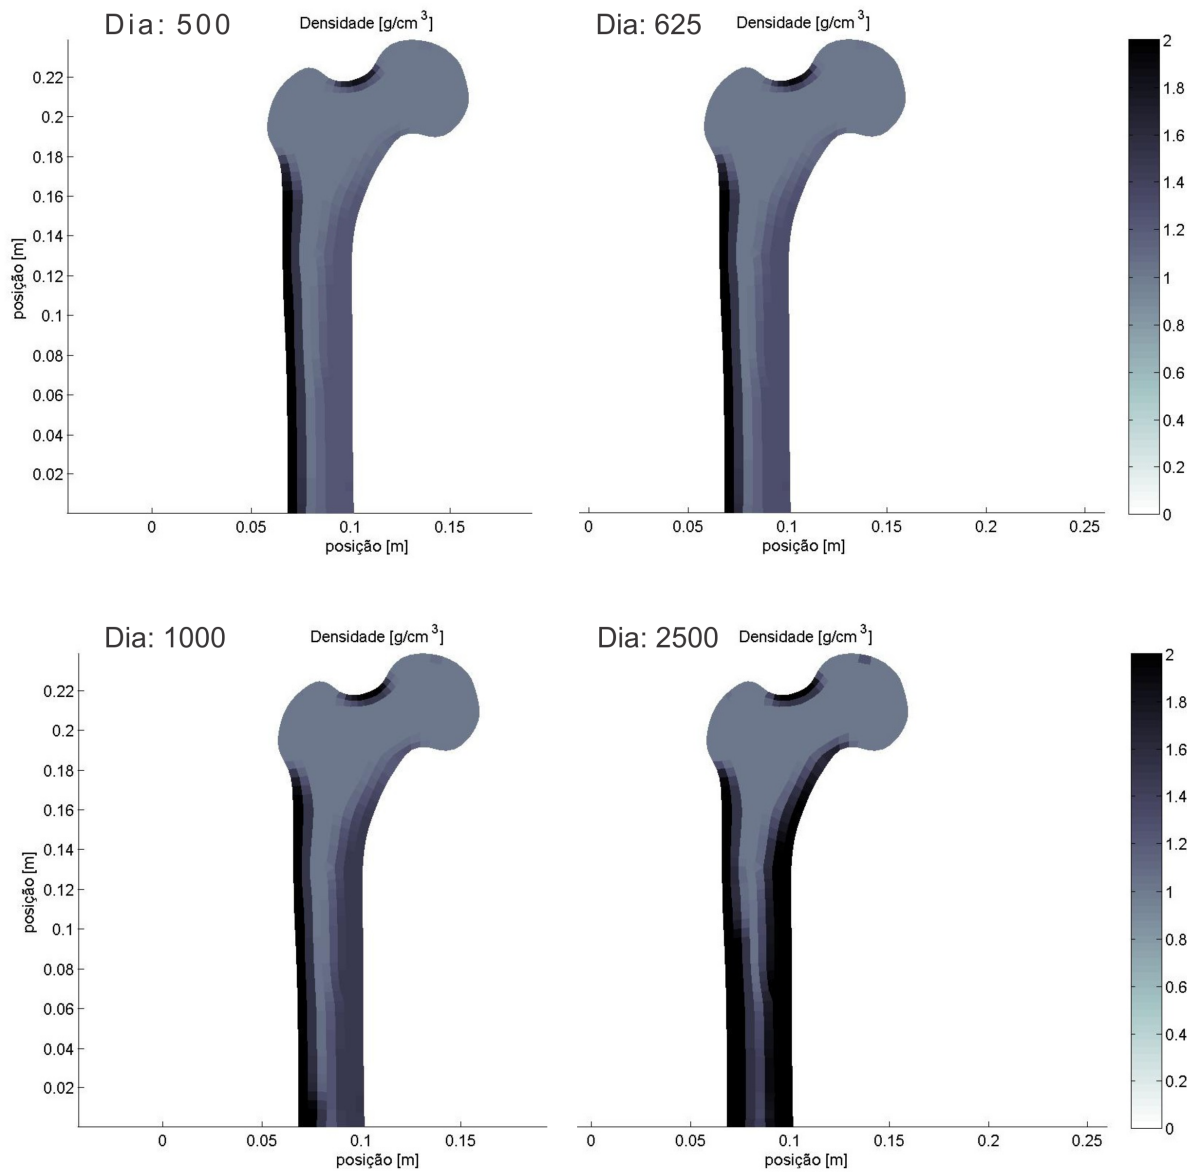 Dia: 500
Densidade [g/cm³]
Dia: 625
Densidade [g/cm³]
posição [m]
0.22
0.2
0.18
0.16
0.14
0.12
0.1
0.08
0.06
0.04
0.02
0 0.05 0.1 0.15
posição [m]
0 0.05 0.1 0.15 0.2 0.25
posição [m]
2
1.8
1.6
1.4
1.2
1
0.8
0.6
0.4
0.2
0
Dia: 1000
Densidade [g/cm³]
Dia: 2500
Densidade [g/cm³]
posição [m]
0.22
0.2
0.18
0.16
0.14
0.12
0.1
0.08
0.06
0.04
0.02
0 0.05 0.1 0.15
posição [m]
0 0.05 0.1 0.15 0.2 0.25
posição [m]
2
1.8
1.6
1.4
1.2
1
0.8
0.6
0.4
0.2
0